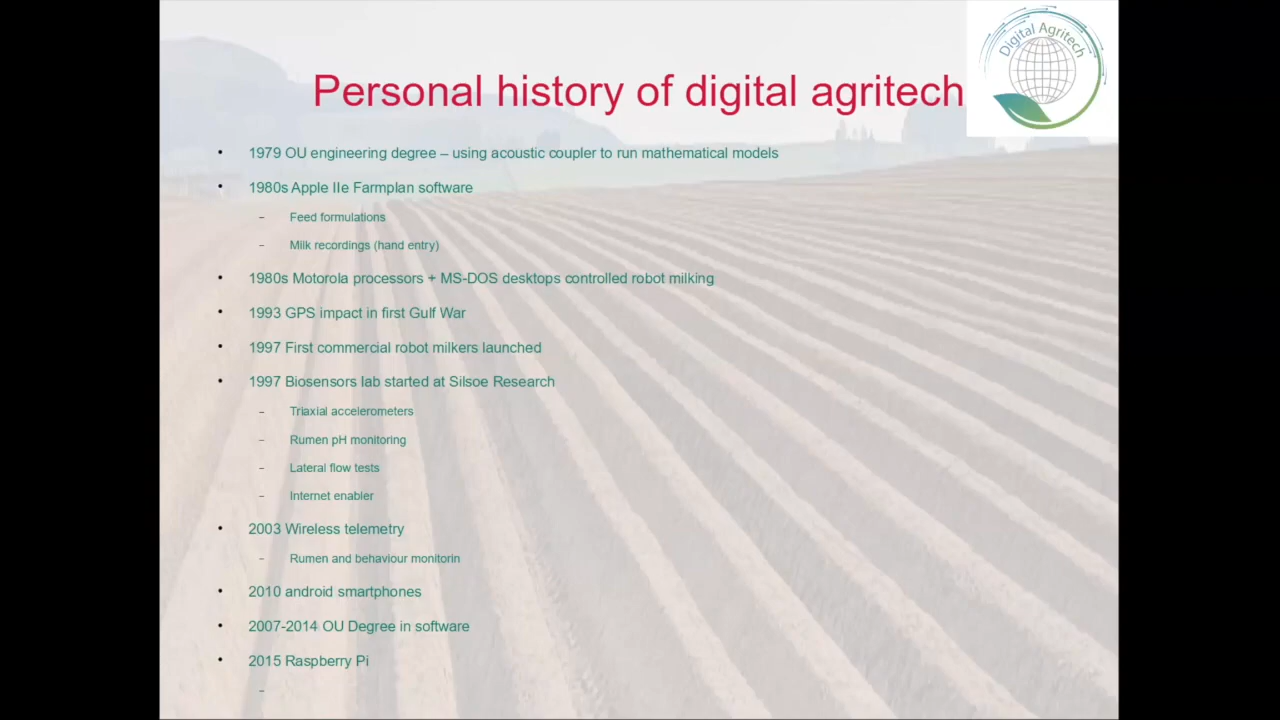 Digital Agritech
Personal history of digital agritech
• 1979 OU engineering degree – using acoustic coupler to run mathematical models
• 1980s Apple IIe Farmplan software
– Feed formulations
– Milk recordings (hand entry)
• 1980s Motorola processors + MS-DOS desktops controlled robot milking
• 1993 GPS impact in first Gulf War
• 1997 First commercial robot milkers launched
• 1997 Biosensors lab started at Silsoe Research
– Triaxial accelerometers
– Rumen pH monitoring
– Lateral flow tests
– Internet enabler
• 2003 Wireless telemetry
– Rumen and behaviour monitorin
• 2010 android smartphones
• 2007-2014 OU Degree in software
• 2015 Raspberry Pi
–